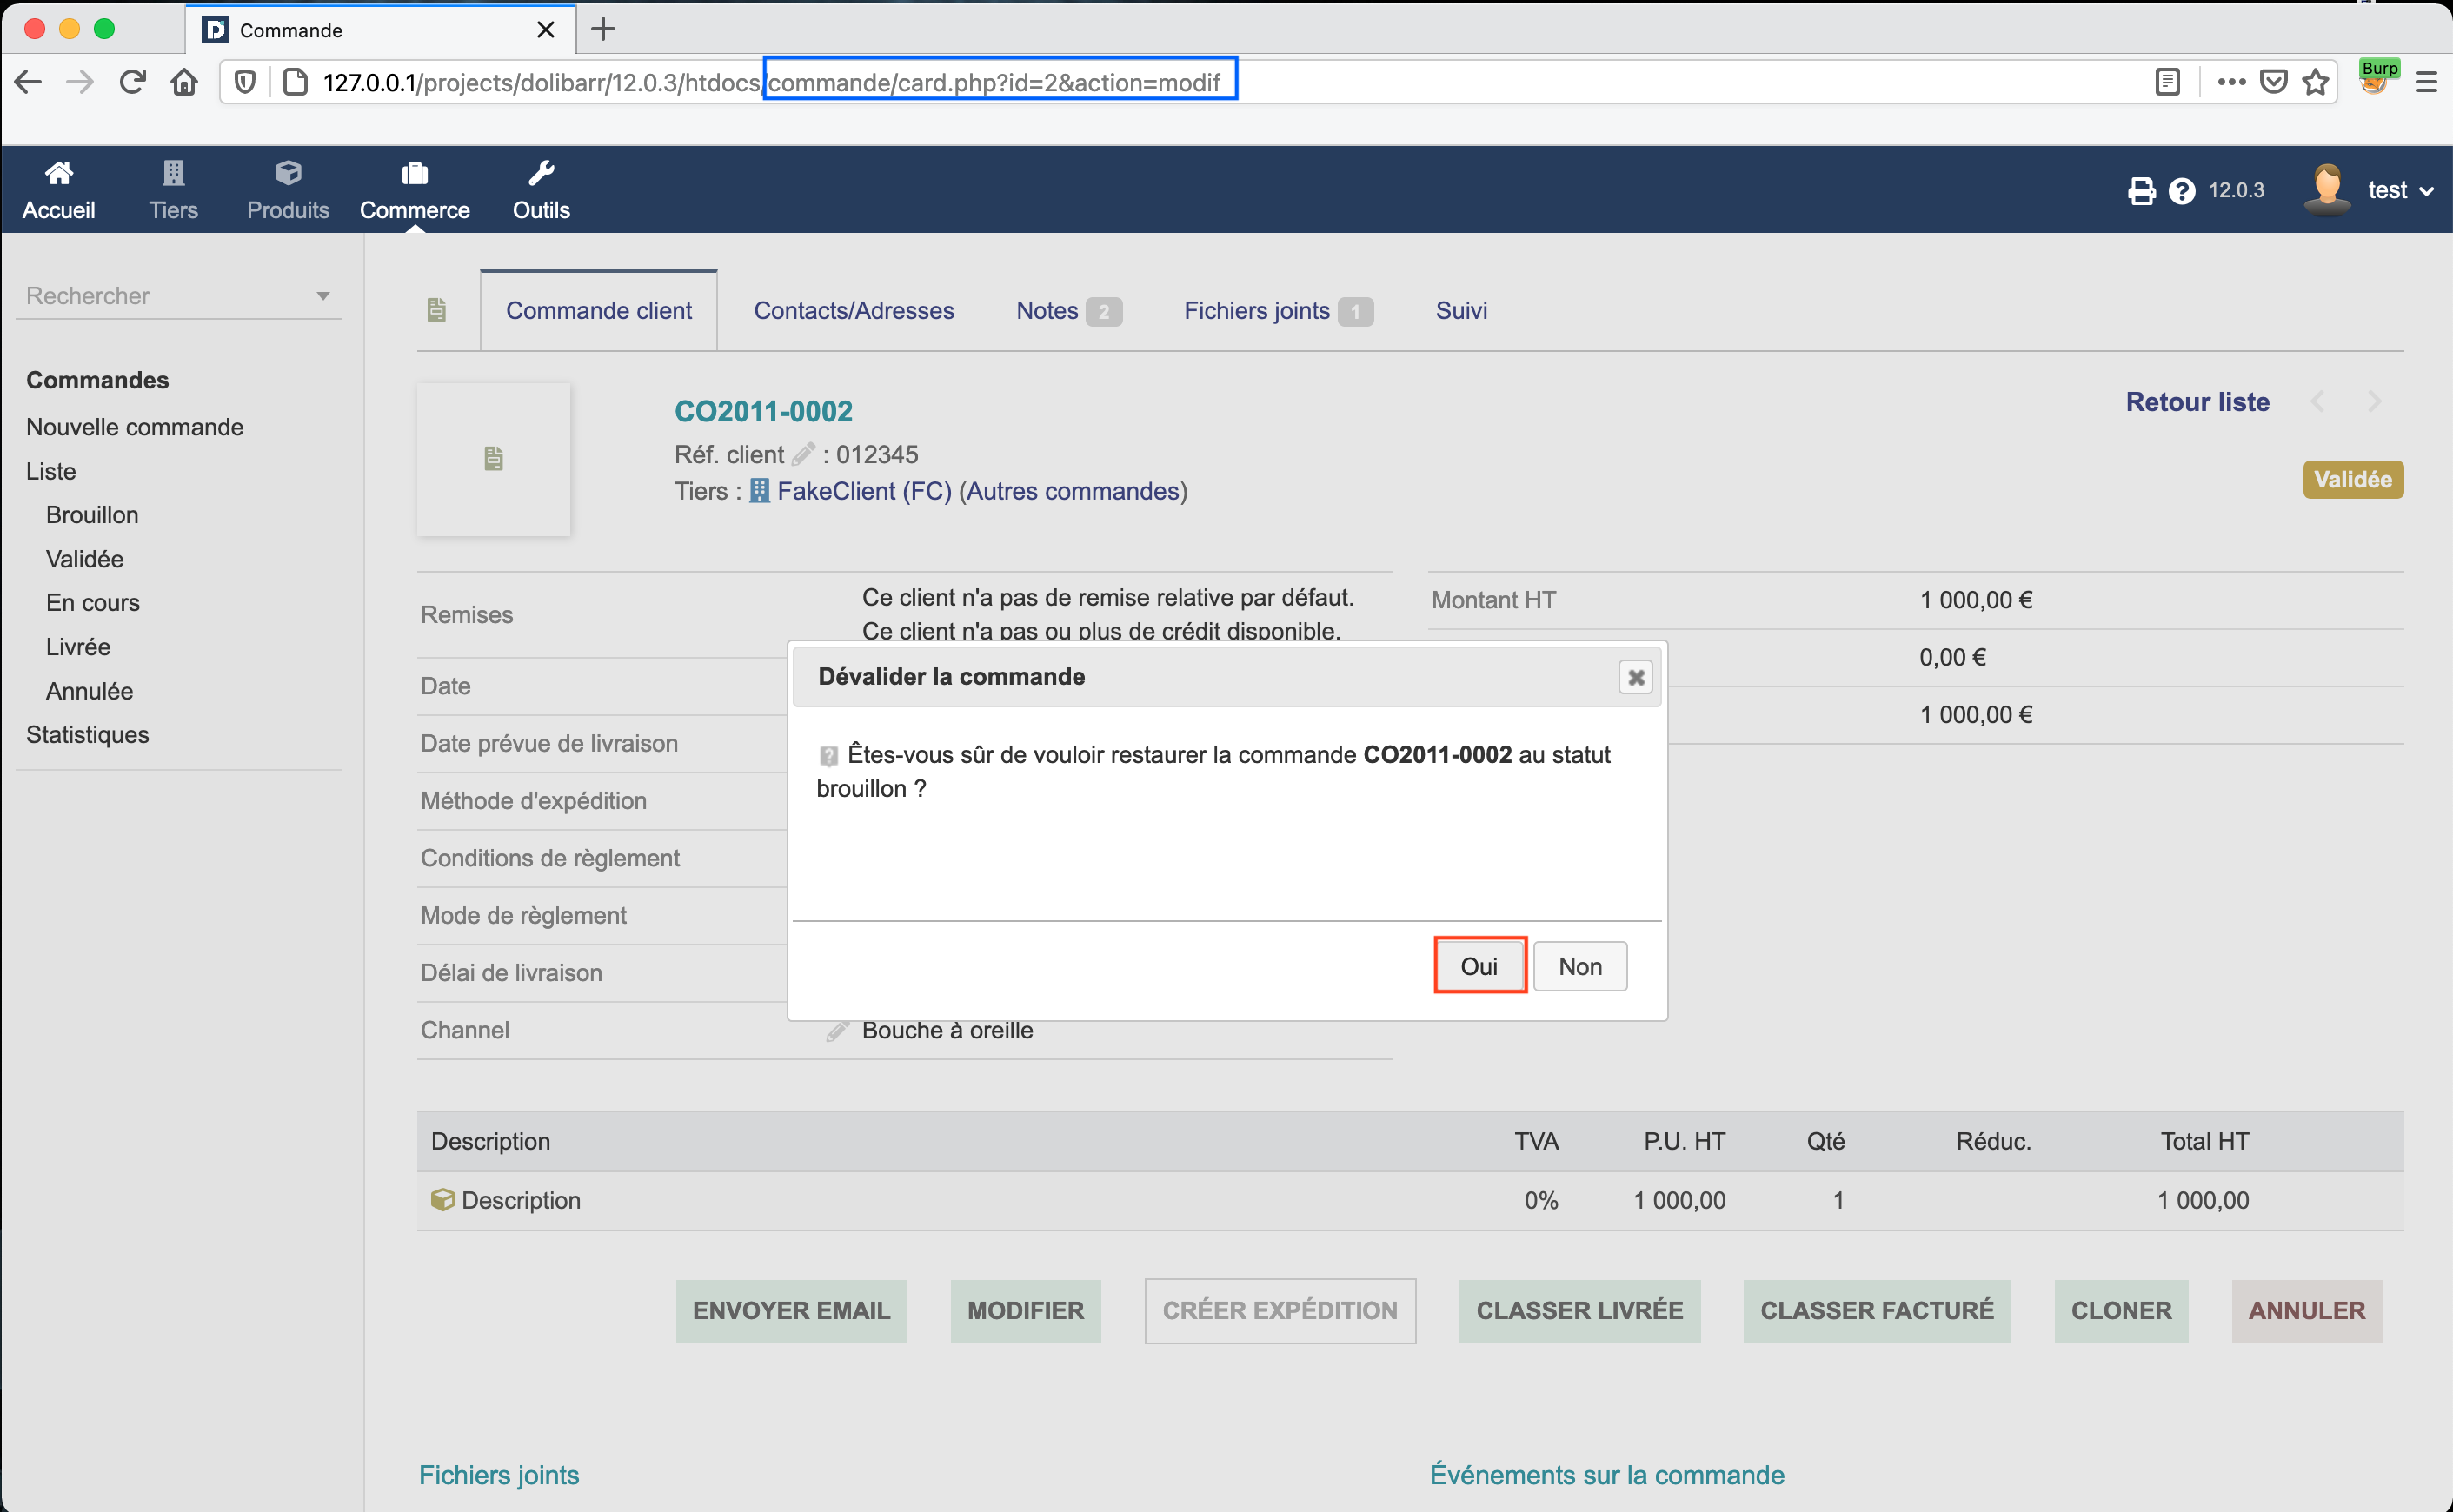 Commande
127.0.0.1/projects/dolibarr/12.0.3/htdocs/commande/card.php?id=2&action=modif
Burp
Accueil
Tiers
Produits
Commerce
Outils
12.0.3
test
Rechercher
Commandes
Nouvelle commande
Liste
Brouillon
Validée
En cours
Livrée
Annulée
Statistiques
Commande client
Contacts/Adresses
Notes 2
Fichiers joints 1
Suivi
CO2011-0002
Réf. client : 012345
Tiers : FakeClient (FC) (Autres commandes)
Retour liste
Validée
Remises
Ce client n'a pas de remise relative par défaut.
Ce client n'a pas ou plus de crédit disponible.
Date
Date prévue de livraison
Méthode d'expédition
Conditions de règlement
Mode de règlement
Délai de livraison
Channel
Bouche à oreille
Montant HT 1 000,00 €
0,00 €
1 000,00 €
Dévalider la commande
Êtes-vous sûr de vouloir restaurer la commande CO2011-0002 au statut
brouillon ?
Oui
Non
Description TVA P.U. HT Qté Réduc. Total HT
Description 0% 1 000,00 1 1 000,00
ENVOYER EMAIL
MODIFIER
CRÉER EXPÉDITION
CLASSER LIVRÉE
CLASSER FACTURÉ
CLONER
ANNULER
Fichiers joints
Événements sur la commande